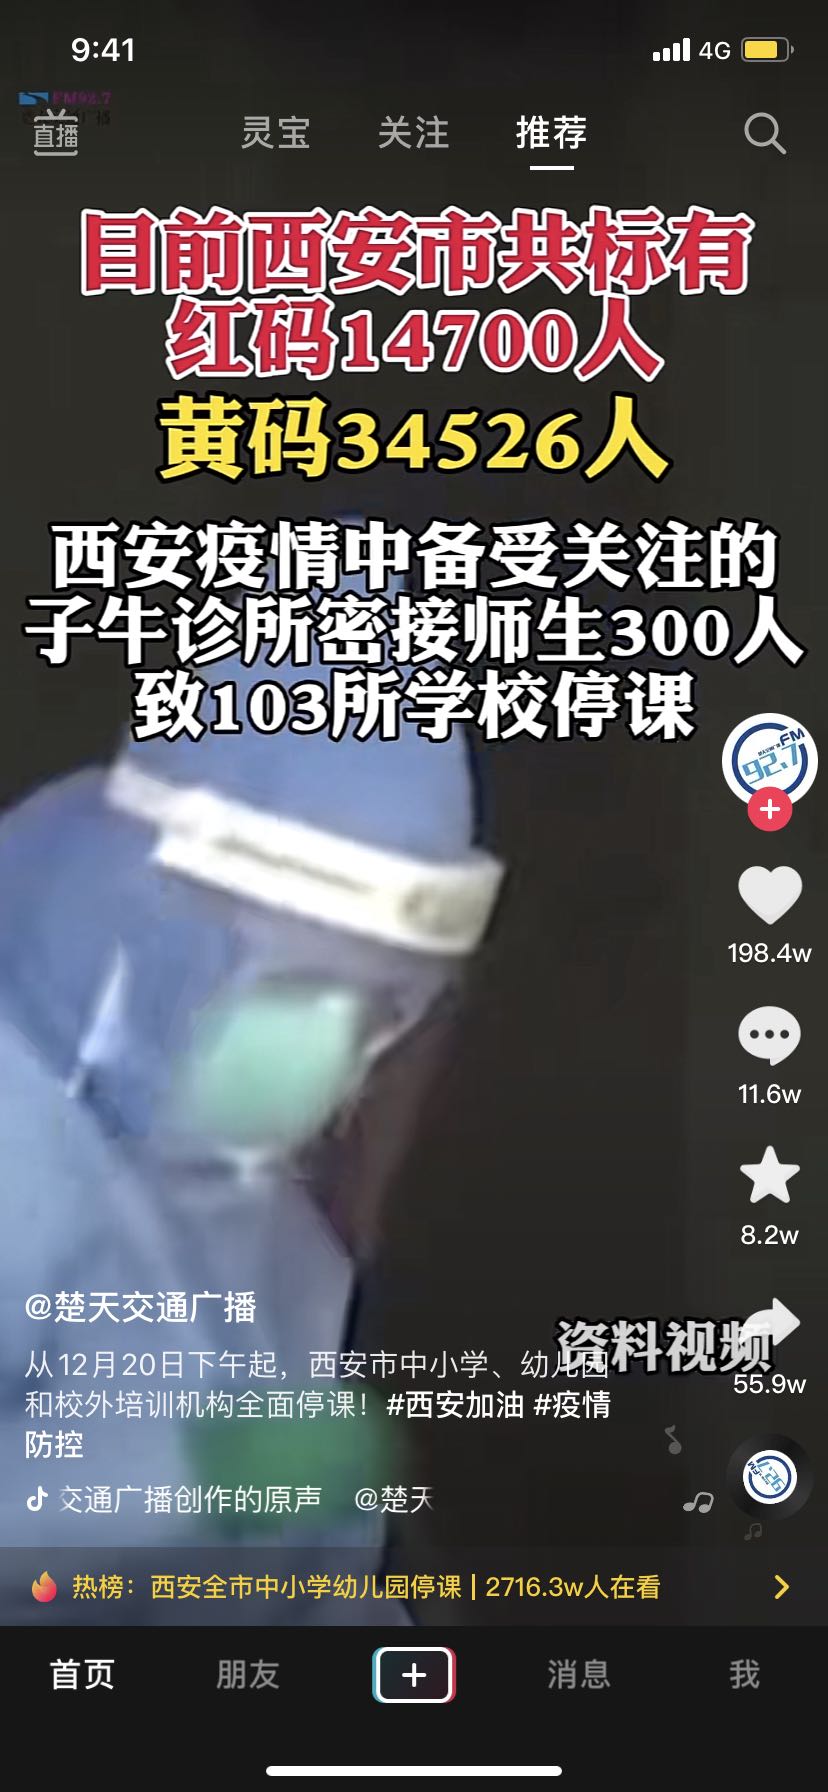 9:41
4G
FM92.7
直播
灵宝 关注 推荐
目前西安市共标有
红码14700人
黄码34526人
西安疫情中备受关注的
子牛诊所密接师生300人
致103所学校停课
FM
92.7
198.4w
11.6w
8.2w
资料视频
55.9w
@楚天交通广播
从12月20日下午起，西安市中小学、幼儿园
和校外培训机构全面停课！#西安加油 #疫情
防控
交通广播创作的原声 @楚天
热榜：西安全市中小学幼儿园停课 | 2716.3w人在看
首页 朋友 消息 我